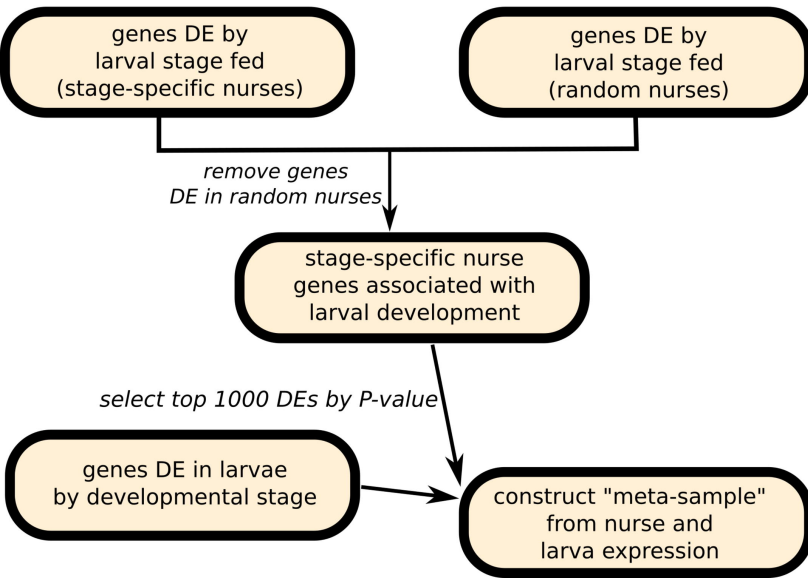 genes DE by
larval stage fed
(stage-specific nurses)
genes DE by
larval stage fed
(random nurses)
remove genes
DE in random nurses
stage-specific nurse
genes associated with
larval development
select top 1000 DEs by P-value
genes DE in larvae
by developmental stage
construct "meta-sample"
from nurse and
larva expression